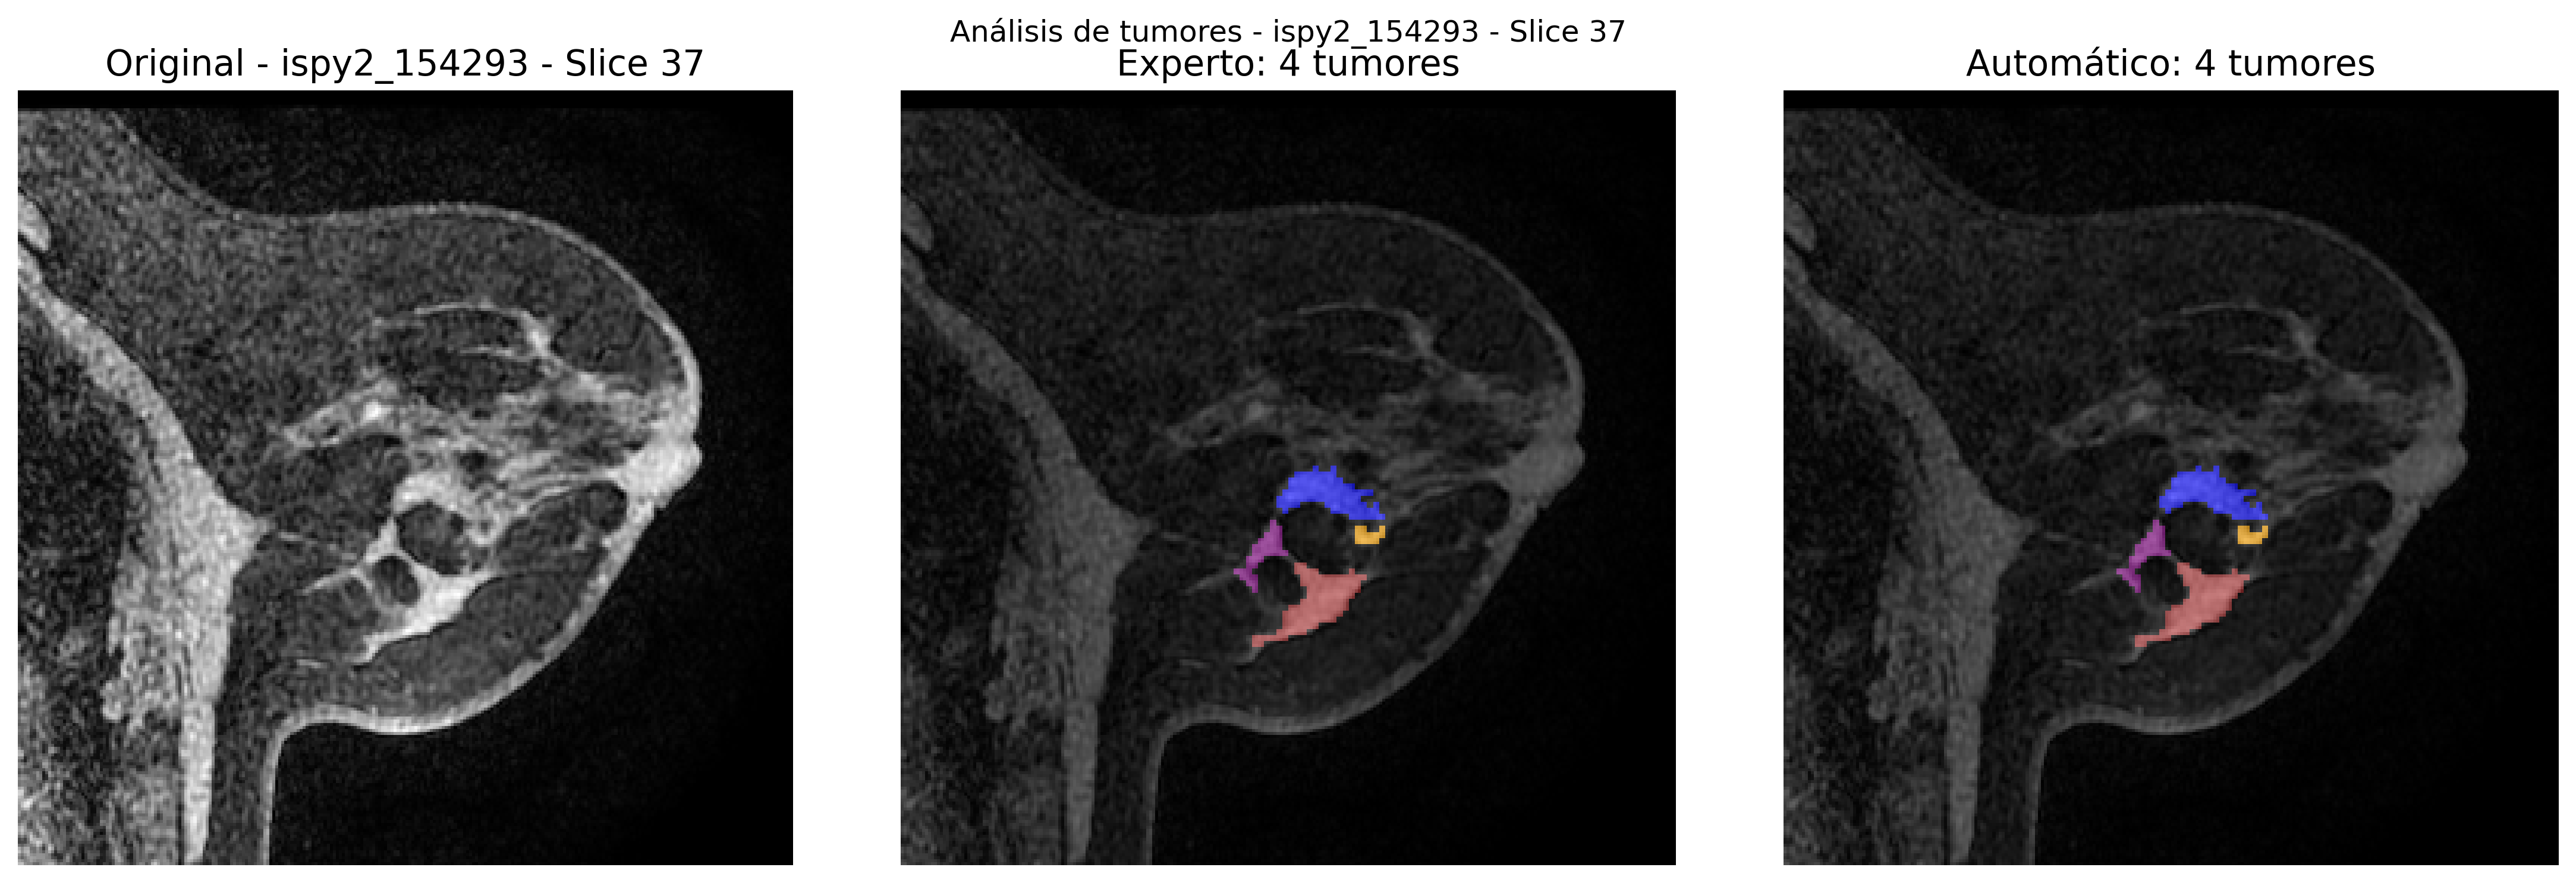 Análisis de tumores - ispy2_154293 - Slice 37
Original - ispy2_154293 - Slice 37
Experto: 4 tumores
Automático: 4 tumores